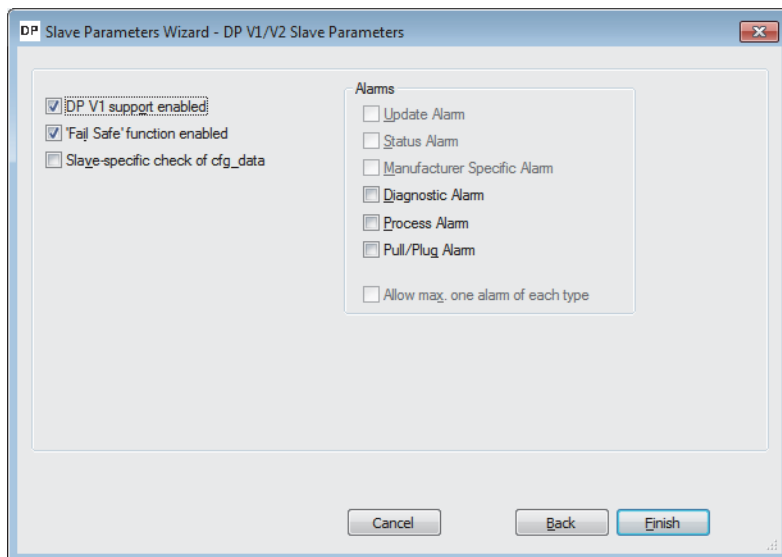 DP Slave Parameters Wizard - DP V1/V2 Slave Parameters
DP V1 support enabled
'Fail Safe' function enabled
Slave-specific check of cfg_data
Alarms
Update Alarm
Status Alarm
Manufacturer Specific Alarm
Diagnostic Alarm
Process Alarm
Pull/Plug Alarm
Allow max. one alarm of each type
Cancel
Back
Finish